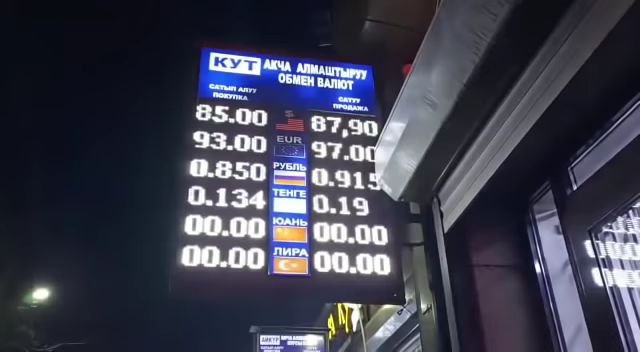 КУТ АКЧА АЛМАШТЫРУУ
ОБМЕН ВАЛЮТ
САТЫП АЛУУ САТУУ
ПОКУПКА ПРОДАЖА
85.00 $ 87,90
93.00 EUR 97.00
0.850 РУБЛЬ 0.915
0.134 ТЕНГЕ 0.19
00.00 ЮАНЬ 00.00
00.00 ЛИРА 00.00